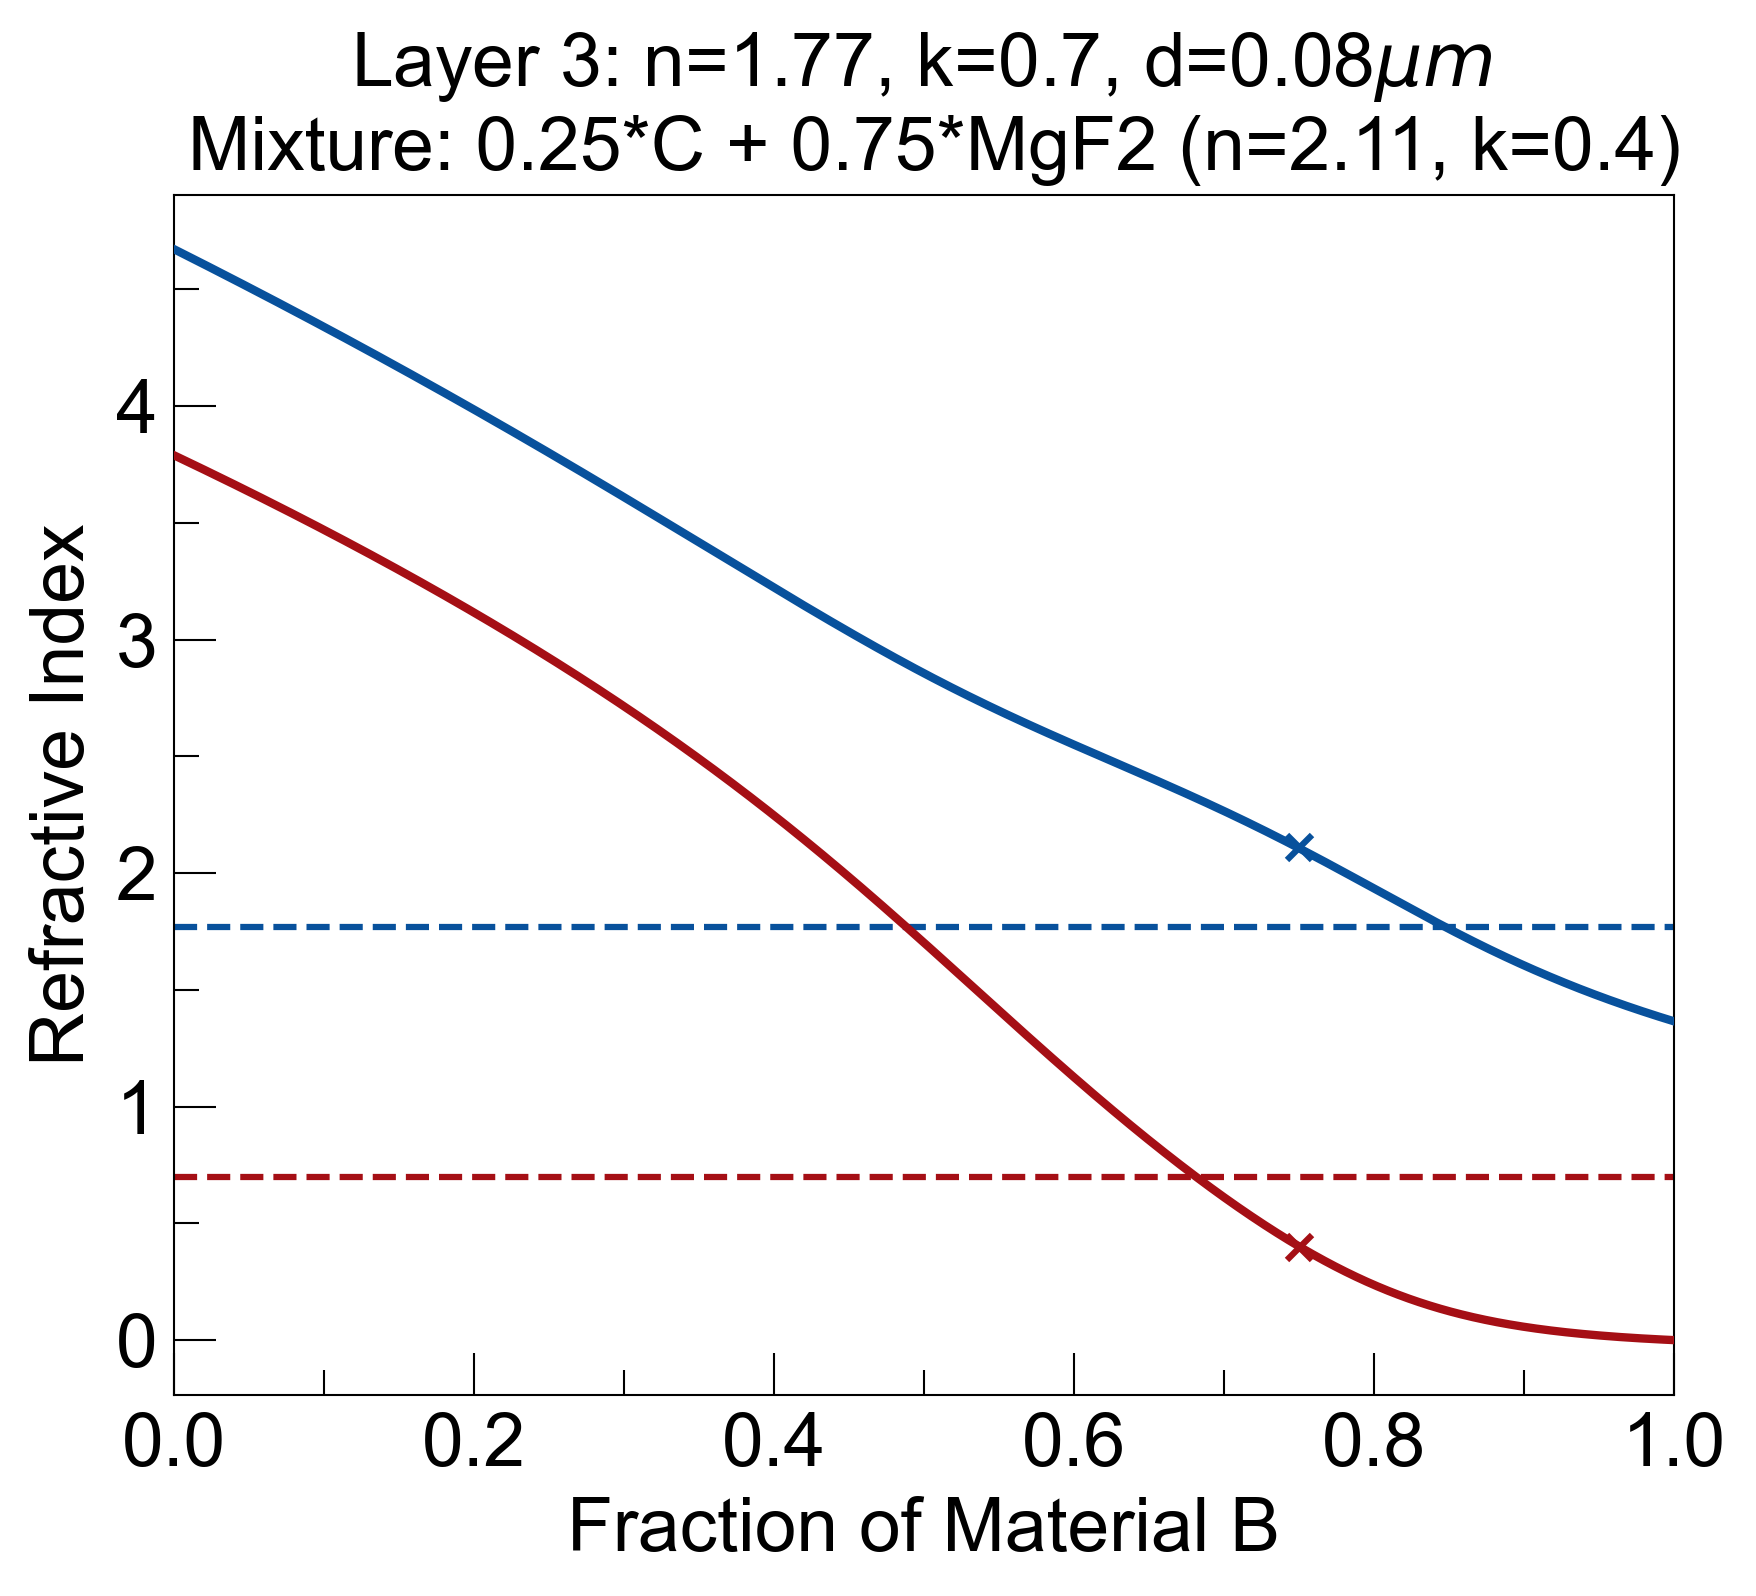 Layer 3: n=1.77, k=0.7, d=0.08μm
Mixture: 0.25*C + 0.75*MgF2 (n=2.11, k=0.4)
Refractive Index
4
3
2
1
0
0.0 0.2 0.4 0.6 0.8 1.0
Fraction of Material B